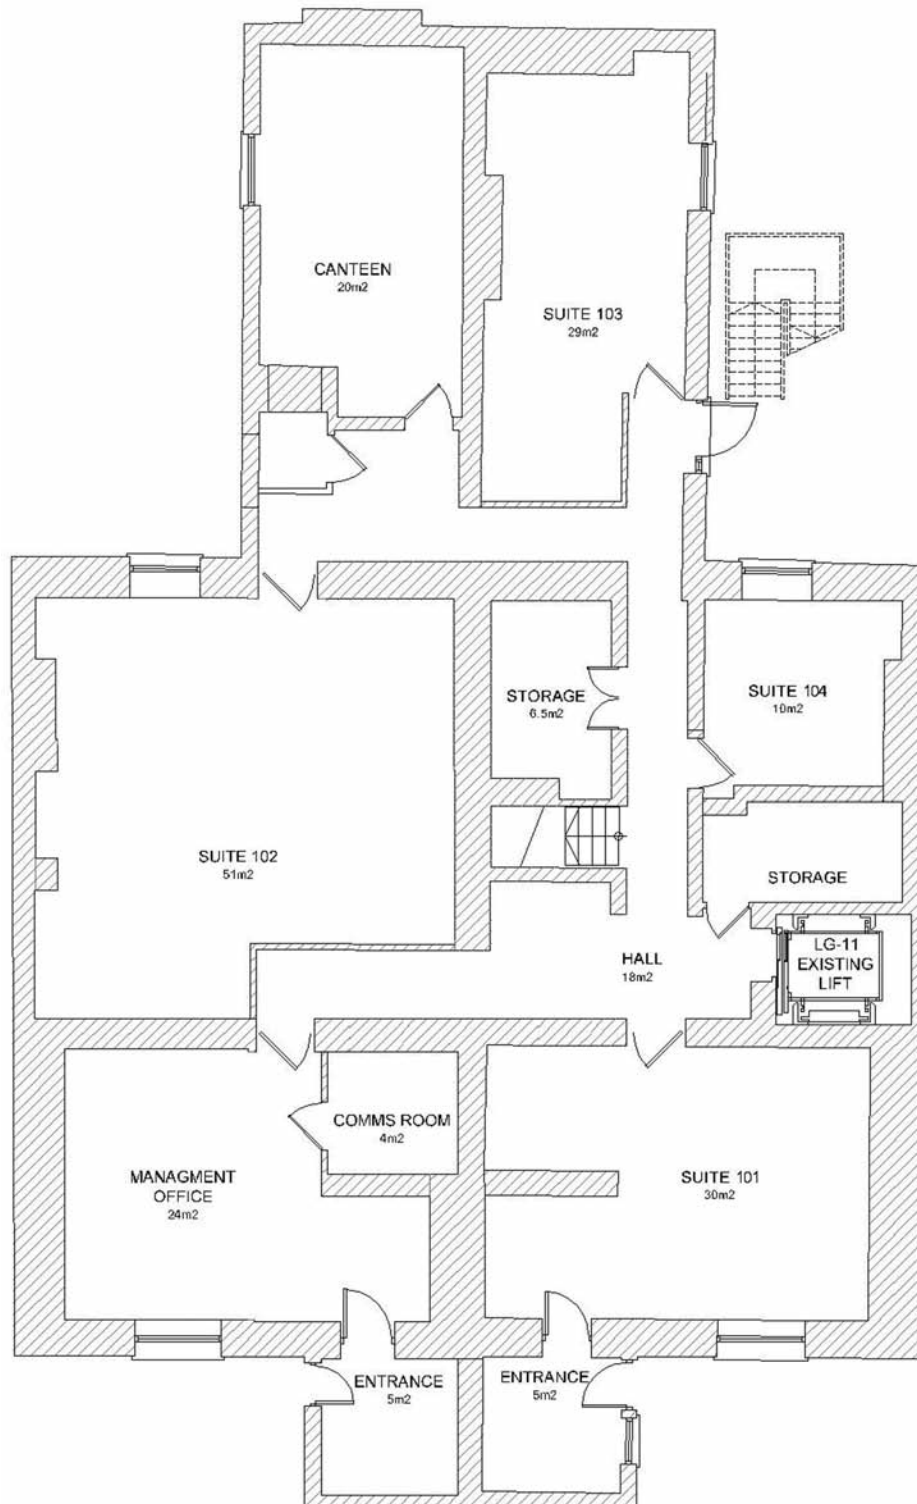 CANTEEN
20m2
SUITE 103
29m2
STORAGE
6.5m2
SUITE 104
10m2
SUITE 102
51m2
STORAGE
HALL
18m2
LG-11
EXISTING
LIFT
COMMS ROOM
4m2
MANAGMENT
OFFICE
24m2
SUITE 101
30m2
ENTRANCE
5m2
ENTRANCE
5m2